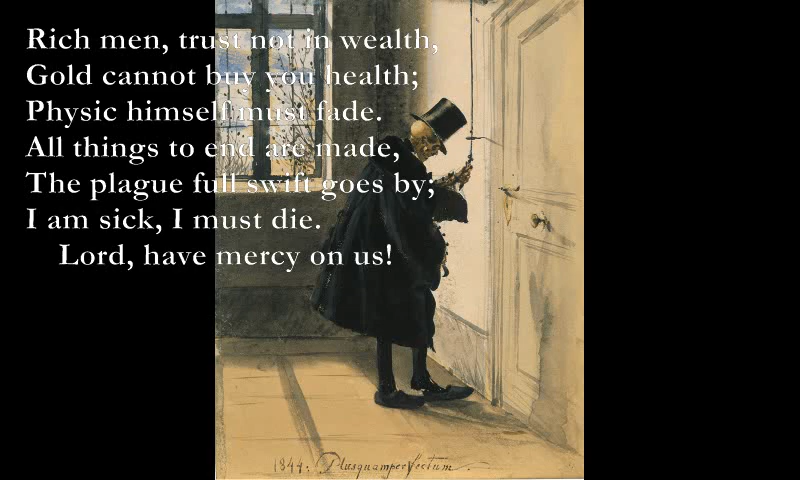 Rich men, trust not in wealth,
Gold cannot buy you health;
Physic himself must fade.
All things to end are made,
The plague full swift goes by;
I am sick, I must die.
Lord, have mercy on us!
1844. Plusquamperfectum.